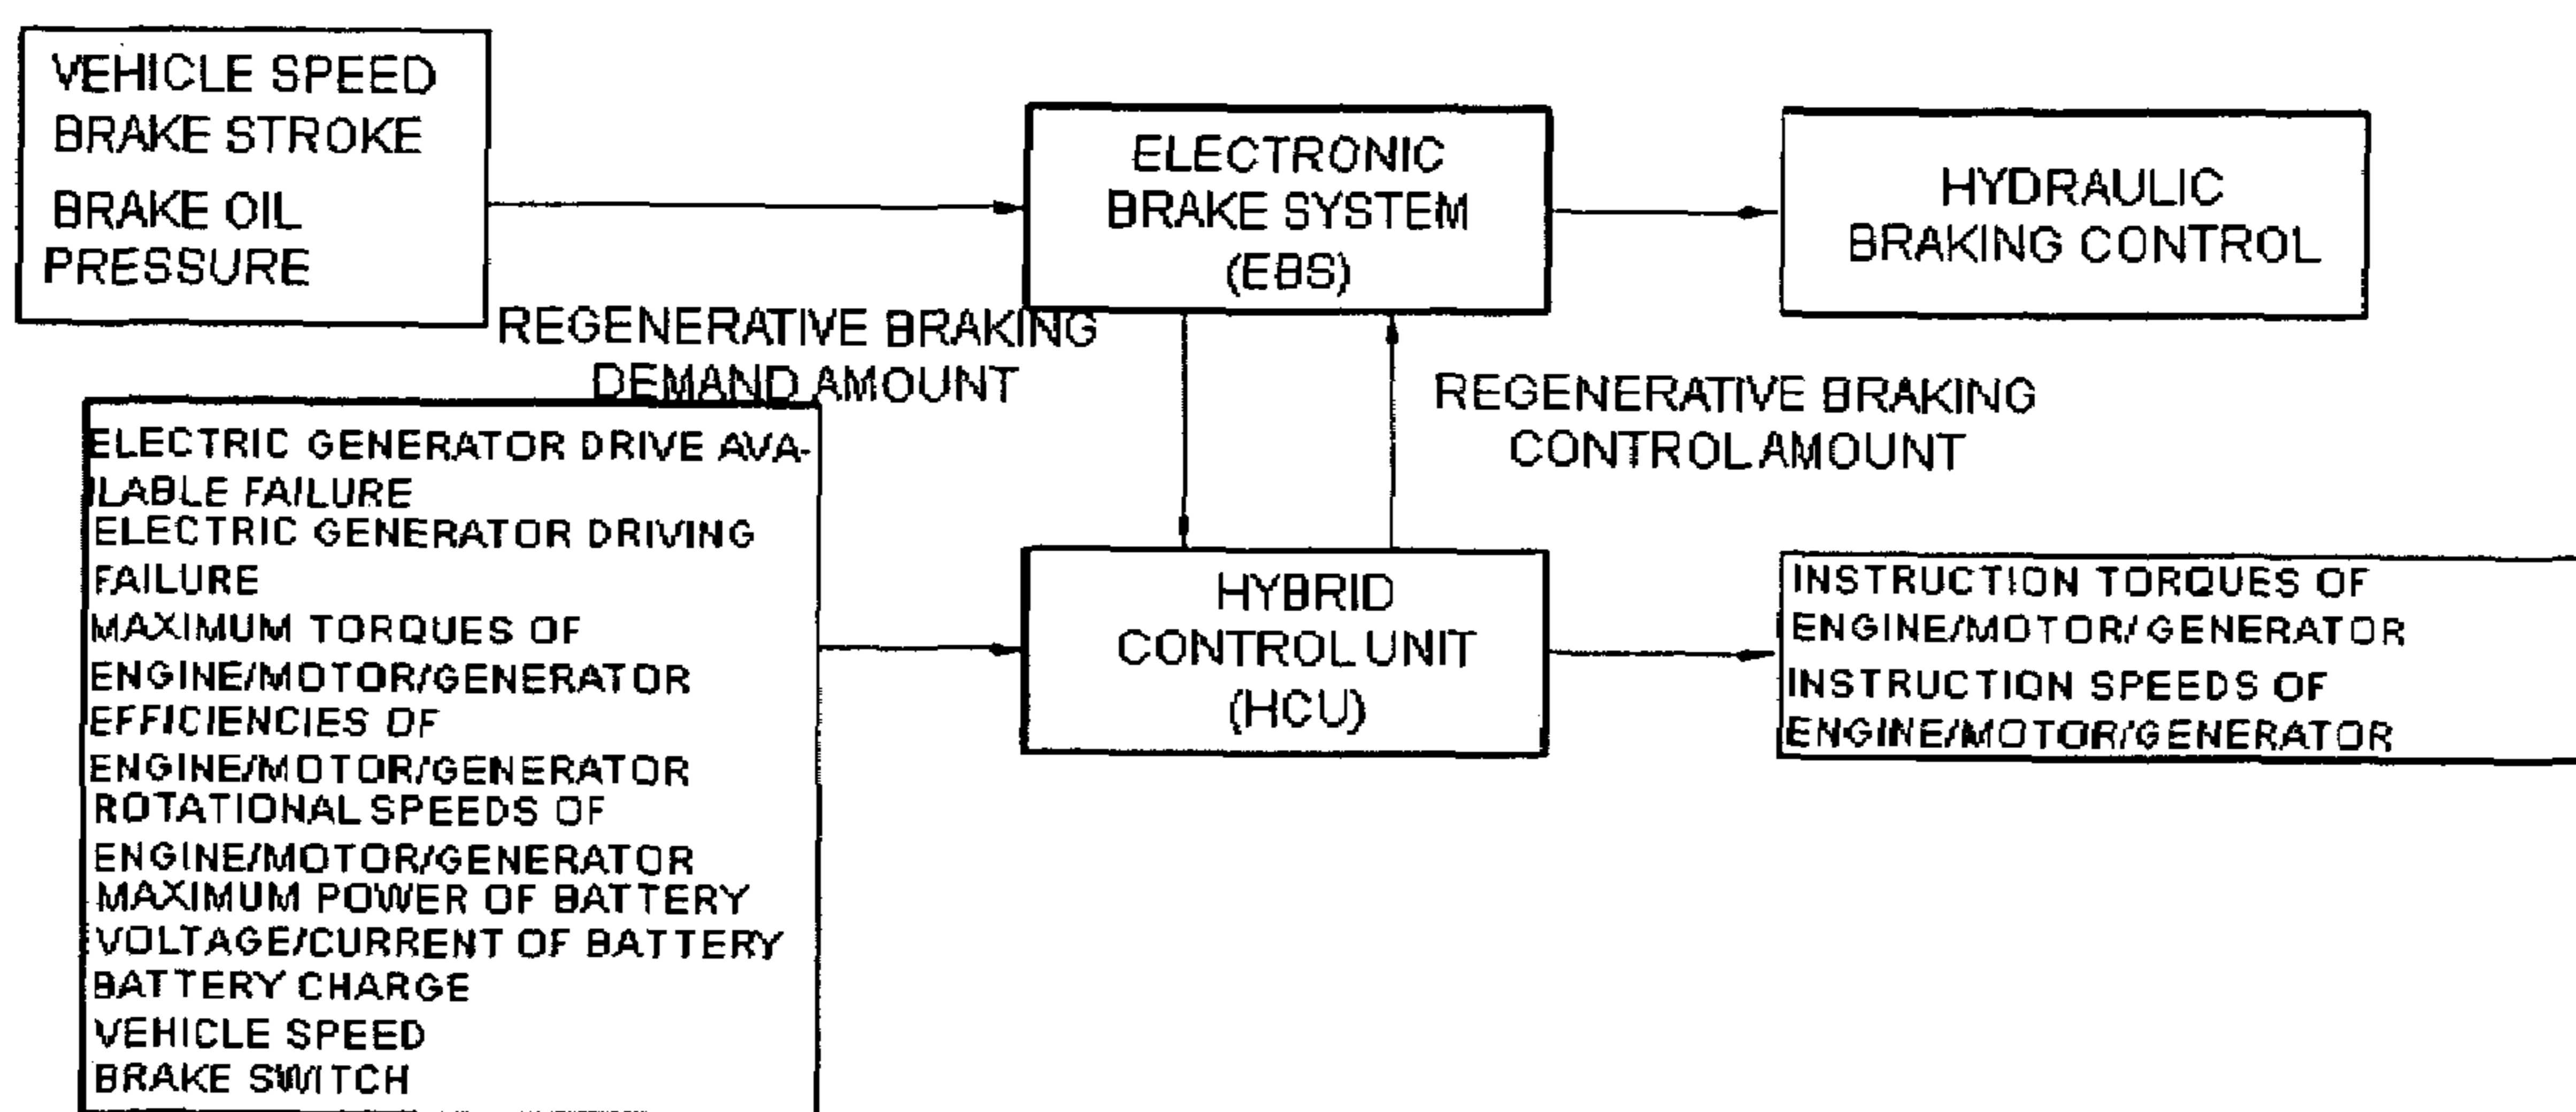 VEHICLE SPEED
BRAKE STROKE
BRAKE OIL
PRESSURE
ELECTRONIC
BRAKE SYSTEM
(EBS)
HYDRAULIC
BRAKING CONTROL
REGENERATIVE BRAKING
DEMAND AMOUNT
REGENERATIVE BRAKING
CONTROL AMOUNT
ELECTRIC GENERATOR DRIVE AVA-
ILABLE FAILURE
ELECTRIC GENERATOR DRIVING
FAILURE
MAXIMUM TORQUES OF
ENGINE/MOTOR/GENERATOR
EFFICIENCIES OF
ENGINE/MOTOR/GENERATOR
ROTATIONAL SPEEDS OF
ENGINE/MOTOR/GENERATOR
MAXIMUM POWER OF BATTERY
VOLTAGE/CURRENT OF BATTERY
BATTERY CHARGE
VEHICLE SPEED
BRAKE SWITCH
HYBRID
CONTROL UNIT
(HCU)
INSTRUCTION TORQUES OF
ENGINE/MOTOR/GENERATOR
INSTRUCTION SPEEDS OF
ENGINE/MOTOR/GENERATOR